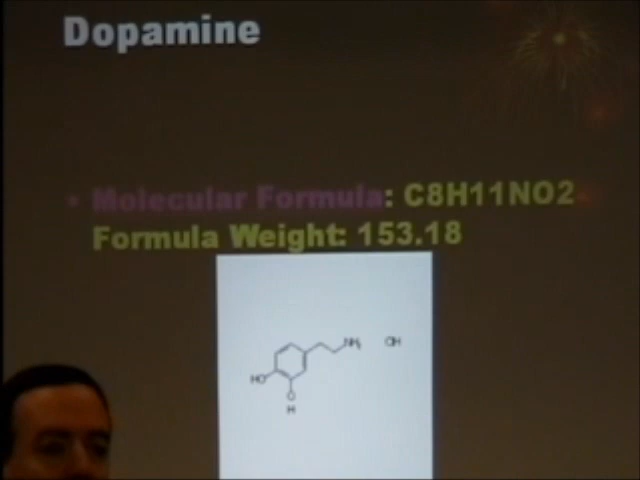 Dopamine
• Molecular Formula: C8H11NO2
Formula Weight: 153.18
NH2 OH
HO
O
H